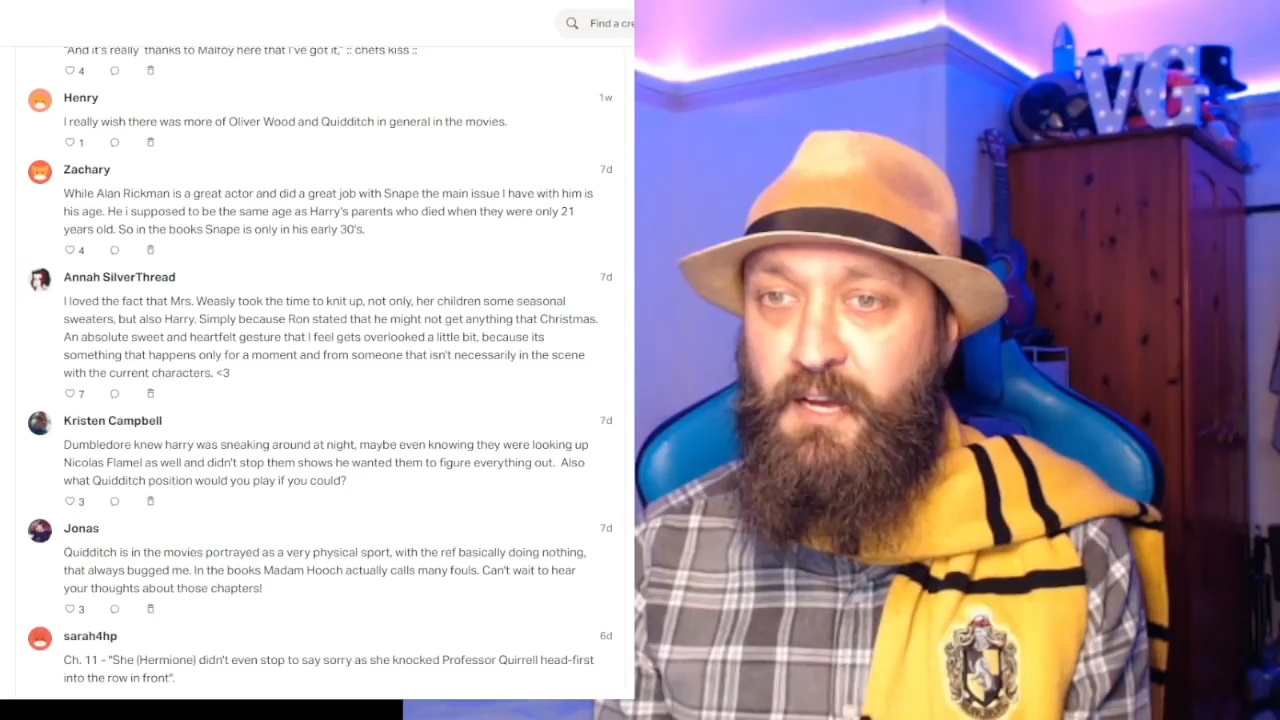 Find a cre
"And it's really thanks to Malfoy here that I've got it," :: chefs kiss ::
4
Henry 1w
I really wish there was more of Oliver Wood and Quidditch in general in the movies.
1
Zachary 7d
While Alan Rickman is a great actor and did a great job with Snape the main issue I have with him is
his age. He i supposed to be the same age as Harry's parents who died when they were only 21
years old. So in the books Snape is only in his early 30's.
4
Annah SilverThread 7d
I loved the fact that Mrs. Weasly took the time to knit up, not only, her children some seasonal
sweaters, but also Harry. Simply because Ron stated that he might not get anything that Christmas.
An absolute sweet and heartfelt gesture that I feel gets overlooked a little bit, because its
something that happens only for a moment and from someone that isn't necessarily in the scene
with the current characters. <3
7
Kristen Campbell 7d
Dumbledore knew harry was sneaking around at night, maybe even knowing they were looking up
Nicolas Flamel as well and didn't stop them shows he wanted them to figure everything out. Also
what Quidditch position would you play if you could?
3
Jonas 7d
Quidditch is in the movies portrayed as a very physical sport, with the ref basically doing nothing,
that always bugged me. In the books Madam Hooch actually calls many fouls. Can't wait to hear
your thoughts about those chapters!
3
sarah4hp 6d
Ch. 11 - "She (Hermione) didn't even stop to say sorry as she knocked Professor Quirrell head-first
into the row in front".
VG